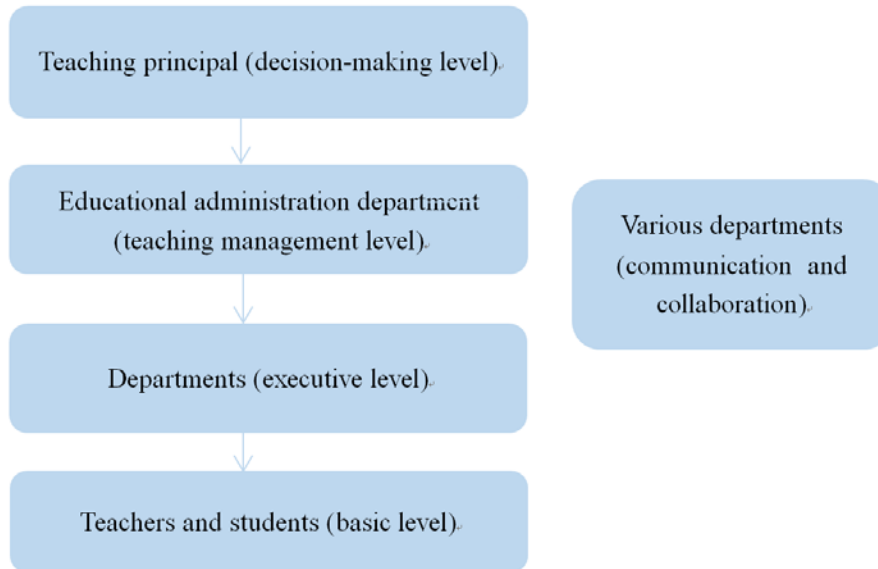 Teaching principal (decision-making level)
Educational administration department
(teaching management level)
Various departments
(communication and
collaboration)
Departments (executive level)
Teachers and students (basic level)